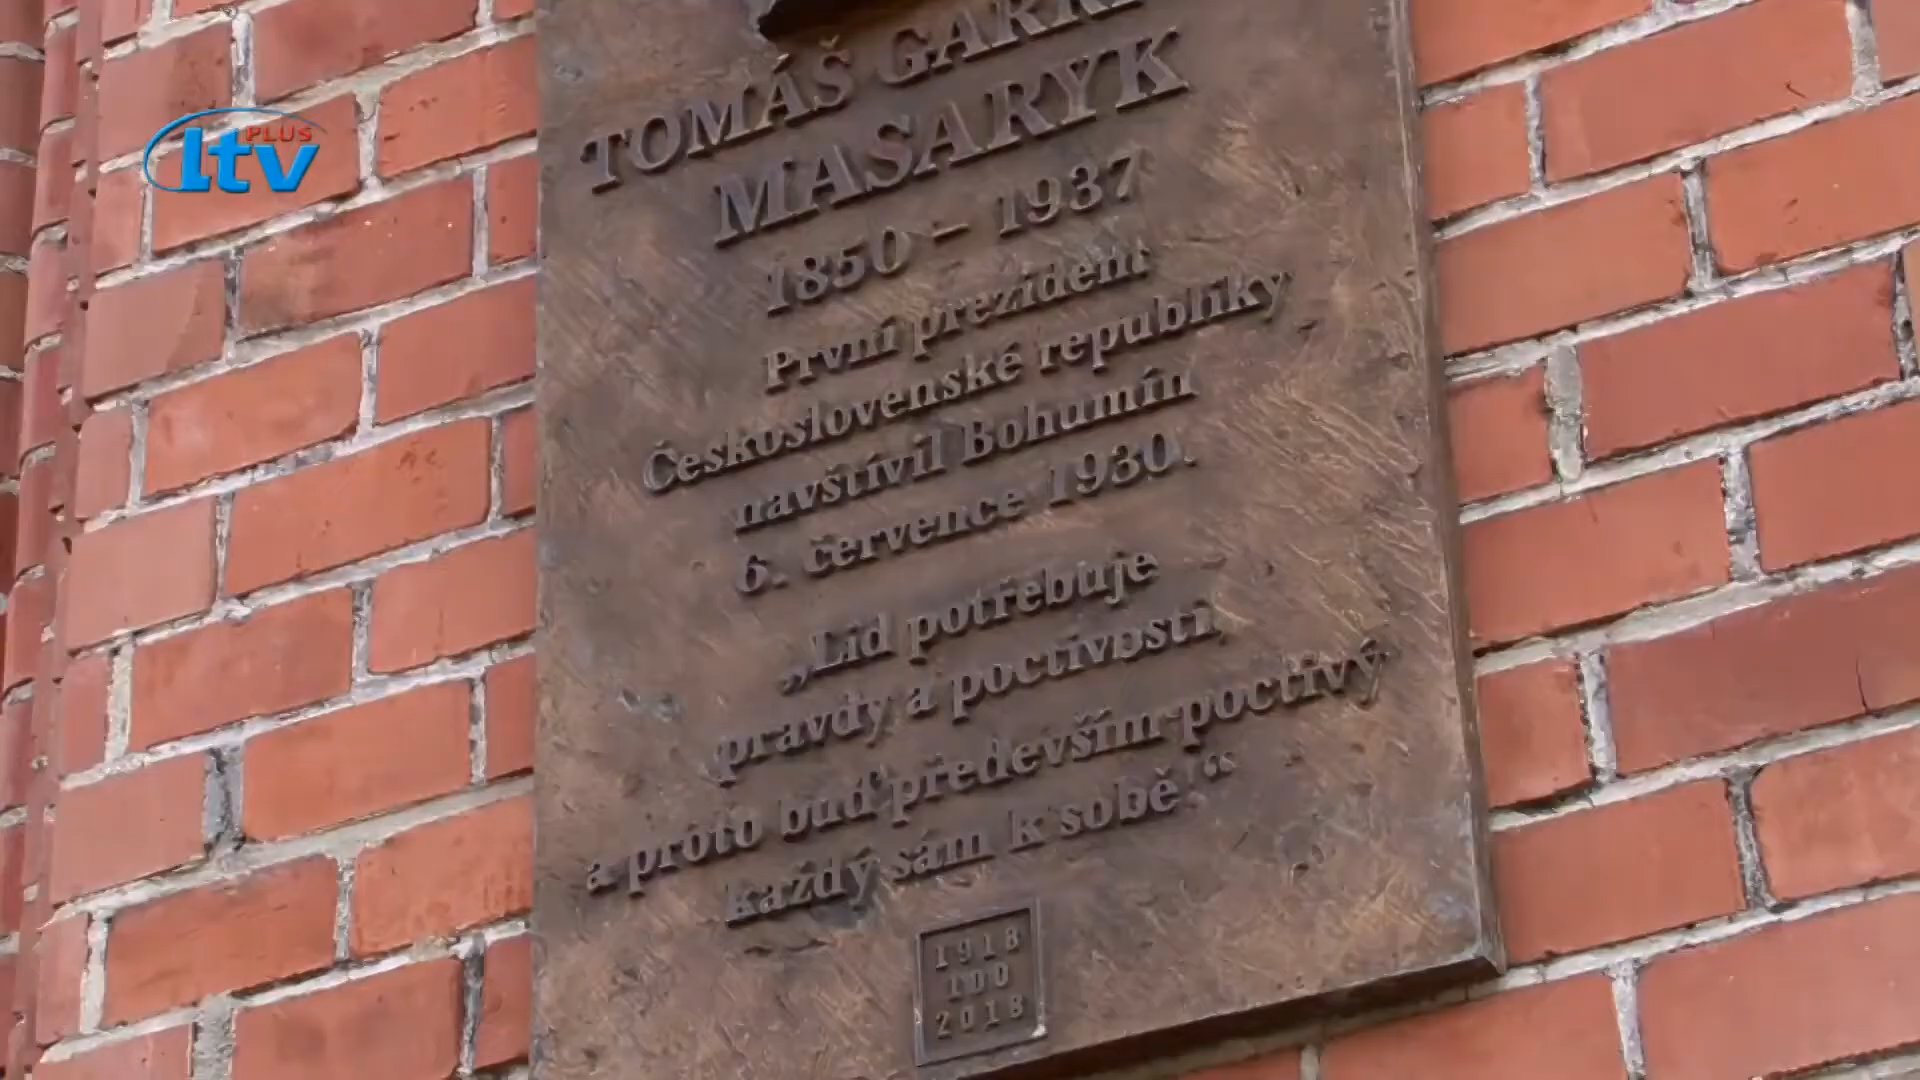 PLUS
ltv
TOMÁŠ GARRI
MASARYK
1850 – 1937
První prezident
Československé republiky
navštívil Bohumín
6. července 1930.
„Lid potřebuje
pravdy a poctivosti,
a proto buď především poctivý
každý sám k sobě!“
1918
100
2018